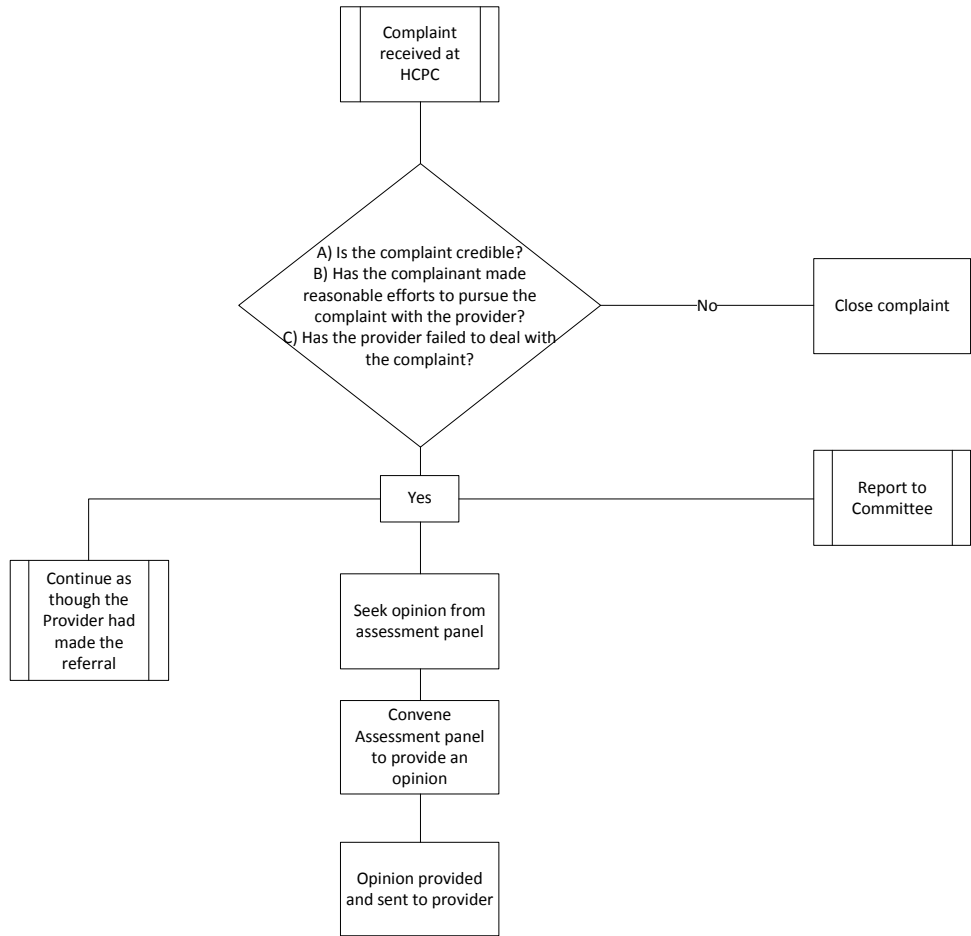 Complaint
received at
HCPC
A) Is the complaint credible?
B) Has the complainant made
reasonable efforts to pursue the
complaint with the provider?
C) Has the provider failed to deal with
the complaint?
No
Close complaint
Yes
Report to
Committee
Continue as
though the
Provider had
made the
referral
Seek opinion from
assessment panel
Convene
Assessment panel
to provide an
opinion
Opinion provided
and sent to provider